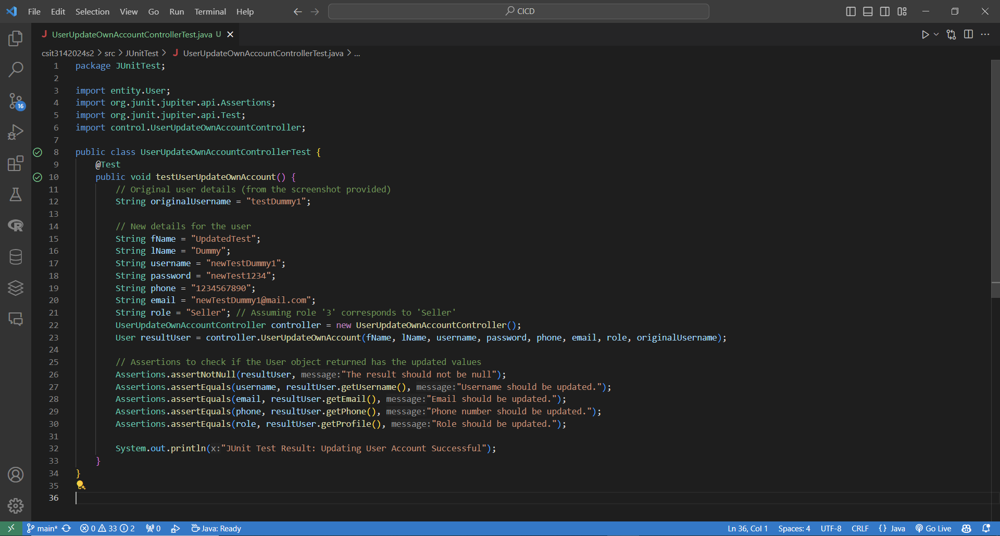 File Edit Selection View Go Run Terminal Help CICD
J UserUpdateOwnAccountControllerTest.java U
csit3142024s2 > src > JUnitTest > J UserUpdateOwnAccountControllerTest.java > ...
1 package JUnitTest;
2
3 import entity.User;
4 import org.junit.jupiter.api.Assertions;
5 import org.junit.jupiter.api.Test;
6 import control.UserUpdateOwnAccountController;
7
8 public class UserUpdateOwnAccountControllerTest {
9 @Test
10 public void testUserUpdateOwnAccount() {
11 // Original user details (from the screenshot provided)
12 String originalUsername = "testDummy1";
13
14 // New details for the user
15 String fName = "UpdatedTest";
16 String lName = "Dummy";
17 String username = "newTestDummy1";
18 String password = "newTest1234";
19 String phone = "1234567890";
20 String email = "newTestDummy1@mail.com";
21 String role = "Seller"; // Assuming role '3' corresponds to 'Seller'
22 UserUpdateOwnAccountController controller = new UserUpdateOwnAccountController();
23 User resultUser = controller.UserUpdateOwnAccount(fName, lName, username, password, phone, email, role, originalUsername);
24
25 // Assertions to check if the User object returned has the updated values
26 Assertions.assertNotNull(resultUser, message:"The result should not be null");
27 Assertions.assertEquals(username, resultUser.getUsername(), message:"Username should be updated.");
28 Assertions.assertEquals(email, resultUser.getEmail(), message:"Email should be updated.");
29 Assertions.assertEquals(phone, resultUser.getPhone(), message:"Phone number should be updated.");
30 Assertions.assertEquals(role, resultUser.getProfile(), message:"Role should be updated.");
31
32 System.out.println(x:"JUnit Test Result: Updating User Account Successful");
33 }
34 }
35
36
16
R
main* 0 33 2 0 Java: Ready Ln 36, Col 1 Spaces: 4 UTF-8 CRLF {} Java Go Live